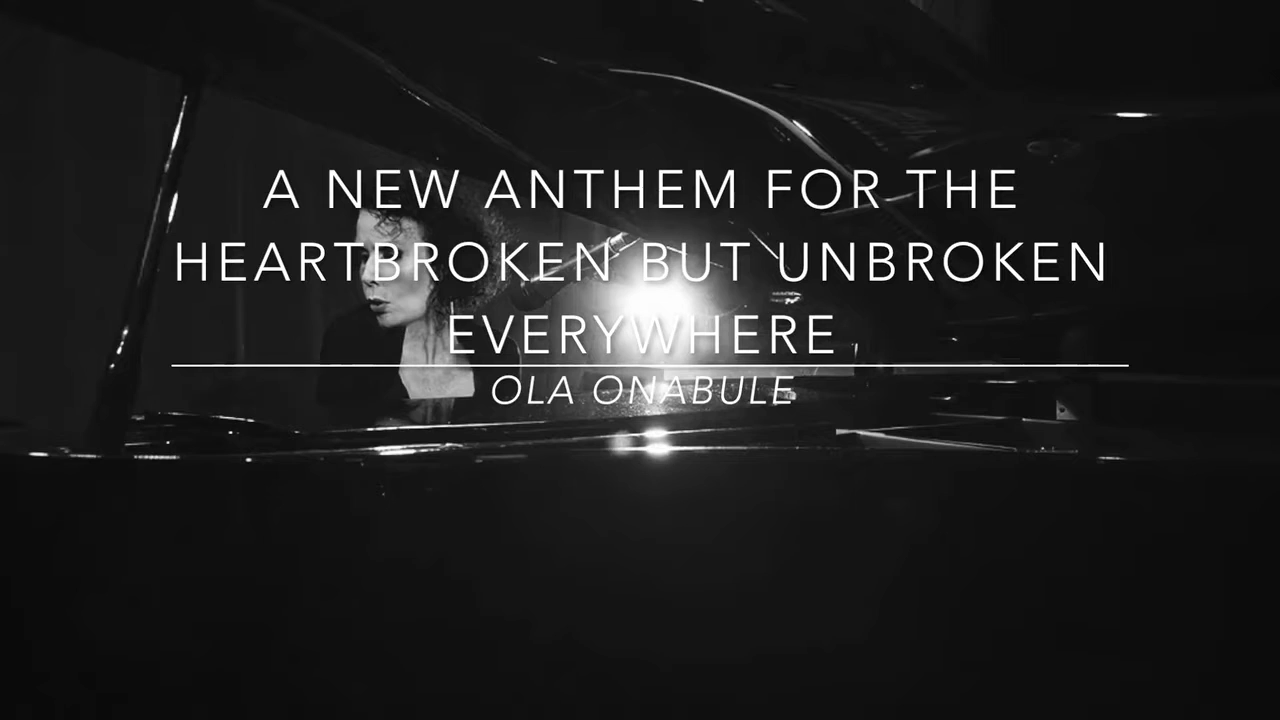 A NEW ANTHEM FOR THE
HEARTBROKEN BUT UNBROKEN
EVERYWHERE
OLA ONABULE